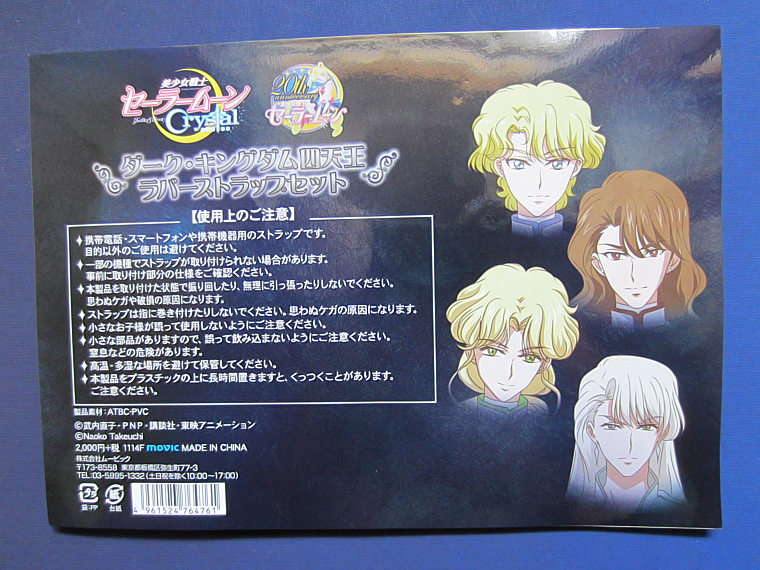 美少女戦士
セーラームーン
Crystal
20th
anniversary
セーラームーン
ダーク・キングダム四天王
ラバーストラップセット
【使用上のご注意】
✦携帯電話・スマートフォンや携帯機器用のストラップです。
目的以外のご使用は避けてください。
✦一部の機種でストラップが取り付けられない場合があります。
事前に取り付け部分の仕様をご確認ください。
✦本製品を取り付けた状態で振り回したり、無理に引っ張ったりしないでください。
思わぬケガや破損の原因になります。
✦ストラップは指に巻き付けたりしないでください。思わぬケガの原因になります。
✦小さなお子様が誤って使用しないようにご注意ください。
✦小さな部品がありますので、誤って飲み込まないようにご注意ください。
窒息などの危険があります。
✦高温・多湿な場所を避けて保管してください。
✦本製品をプラスチックの上に長時間置きますと、くっつくことがあります。
ご注意ください。
製品素材:ATBC-PVC
©武内直子・PNP・講談社・東映アニメーション
©Naoko Takeuchi
2,000円+税 1114F movic MADE IN CHINA
株式会社ムービック
〒173-8558 東京都板橋区弥生町77-3
TEL:03-5995-1332(土日祝を除く10:00~17:00)
プラ
袋:PP
紙
台紙
4 961524 764761